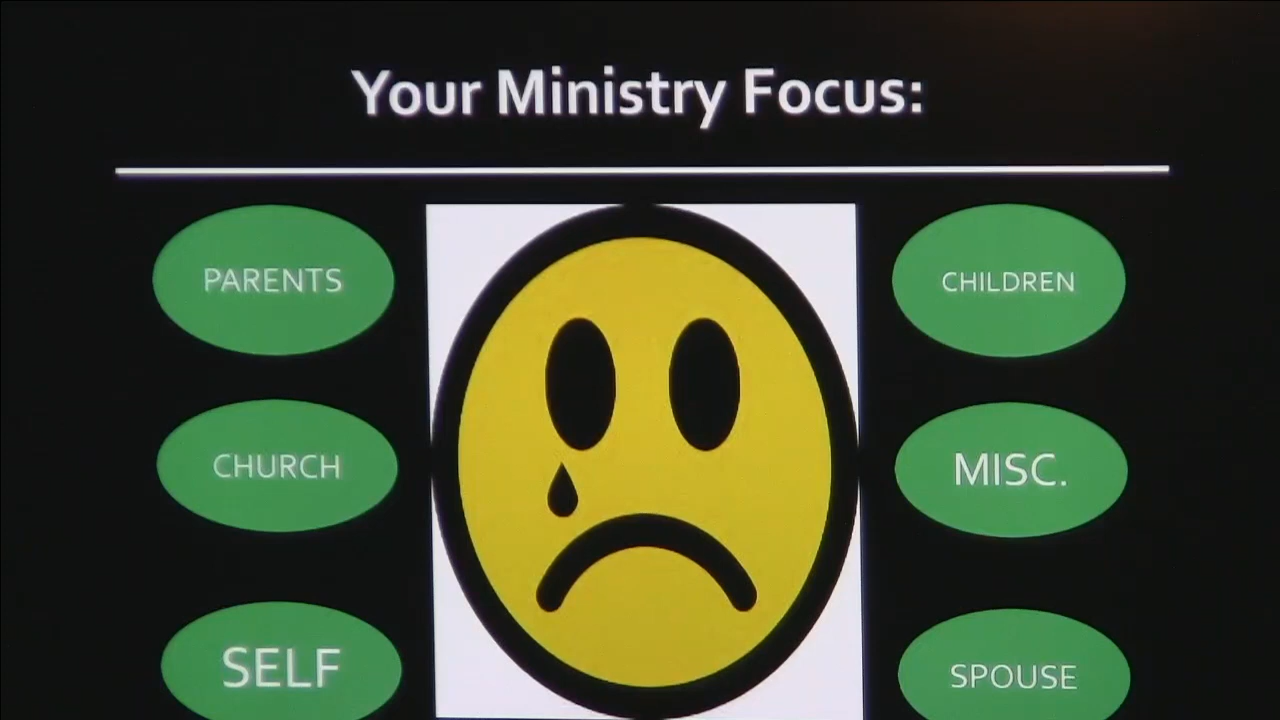 Your Ministry Focus:
PARENTS
CHILDREN
CHURCH
MISC.
SELF
SPOUSE